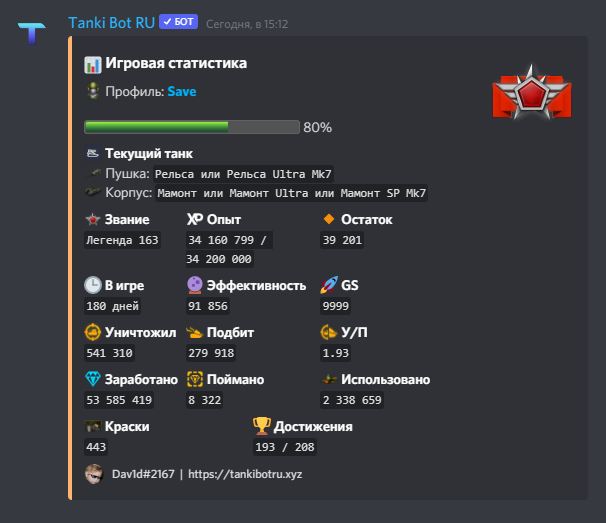 Tanki Bot RU БОТ Сегодня, в 15:12
Игровая статистика
Профиль: Save
80%
Текущий танк
Пушка: Рельса или Рельса Ultra Mk7
Корпус: Мамонт или Мамонт Ultra или Мамонт SP Mk7
Звание XP Опыт Остаток
Легенда 163 34 160 799 / 39 201
34 200 000
В игре Эффективность GS
180 дней 91 856 9999
Уничтожил Подбит У/П
541 310 279 918 1.93
Заработано Поймано Использовано
53 585 419 8 322 2 338 659
Краски Достижения
443 193 / 208
Dav1d#2167 | https://tankibotru.xyz